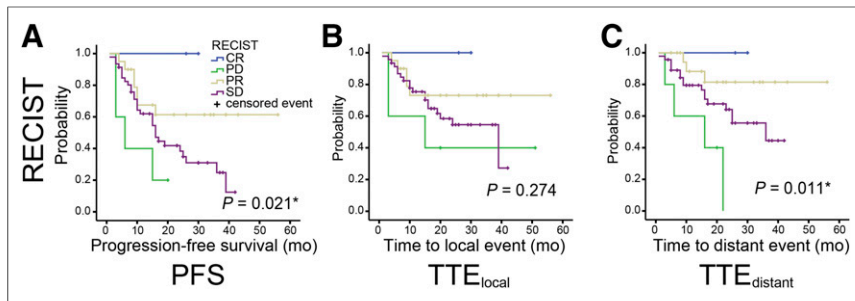 A
RECIST
CR
PD
PR
SD
+ censored event
RECIST
Probability
1.0
0.8
0.6
0.4
0.2
0.0
P = 0.021*
0 10 20 30 40 50 60
Progression-free survival (mo)
PFS
B
Probability
1.0
0.8
0.6
0.4
0.2
0.0
P = 0.274
0 10 20 30 40 50 60
Time to local event (mo)
TTElocal
C
Probability
1.0
0.8
0.6
0.4
0.2
0.0
P = 0.011*
0 10 20 30 40 50 60
Time to distant event (mo)
TTEdistant